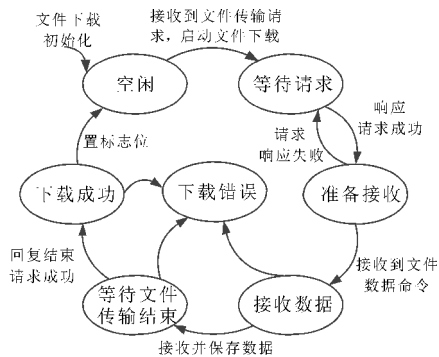 文件下载
初始化
接收到文件传输请
求，启动文件下载
空闲
等待请求
响应
请求成功
请求
响应失败
置标志位
下载成功
下载错误
准备接收
回复结束
请求成功
接收到文件
数据命令
等待文件
传输结束
接收数据
接收并保存数据